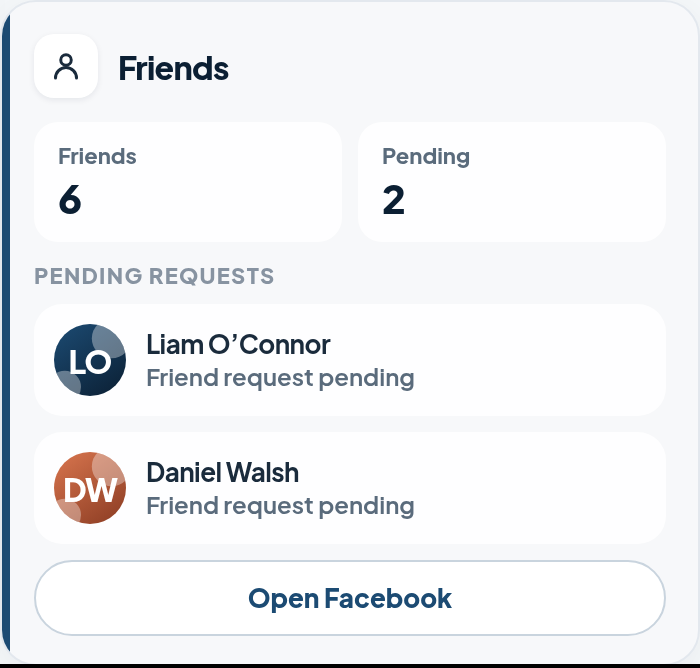 Friends
Friends
6
Pending
2
PENDING REQUESTS
LO
Liam O’Connor
Friend request pending
DW
Daniel Walsh
Friend request pending
Open Facebook